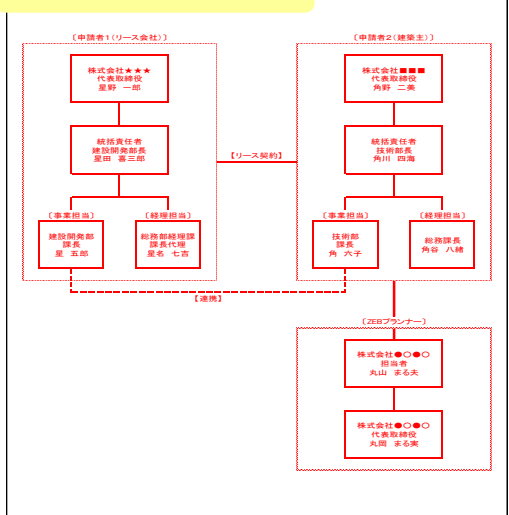 〔申請者1(リース会社)〕
株式会社★★★
代表取締役
星野　一郎
統括責任者
建設開発部長
星田　喜三郎
〔事業担当〕
建設開発部
課長
星　五郎
〔経理担当〕
総務部経理課
課長代理
星名　七吉
【リース契約】
〔申請者2(建築主)〕
株式会社■■■
代表取締役
角野　二美
統括責任者
技術部長
角川　四海
〔事業担当〕
技術部
課長
角　六子
〔経理担当〕
総務課長
角谷　八緒
【連携】
〔ZEBプランナー〕
株式会社●○●○
担当者
丸山　まる夫
株式会社●○●○
代表取締役
丸岡　まる実